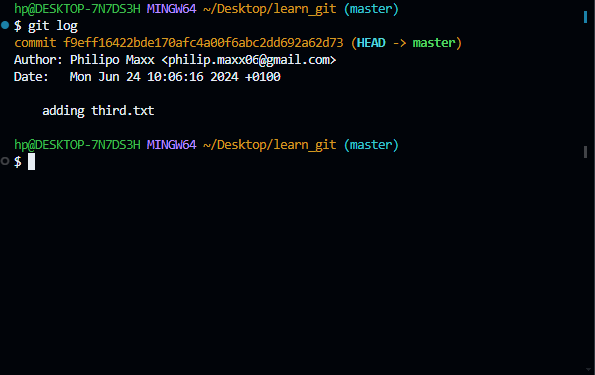 hp@DESKTOP-7N7DS3H MINGW64 ~/Desktop/learn_git (master)
$ git log
commit f9eff16422bde170afc4a00f6abc2dd692a62d73 (HEAD -> master)
Author: Philipo Maxx <philip.maxx06@gmail.com>
Date:   Mon Jun 24 10:06:16 2024 +0100
    adding third.txt
hp@DESKTOP-7N7DS3H MINGW64 ~/Desktop/learn_git (master)
$